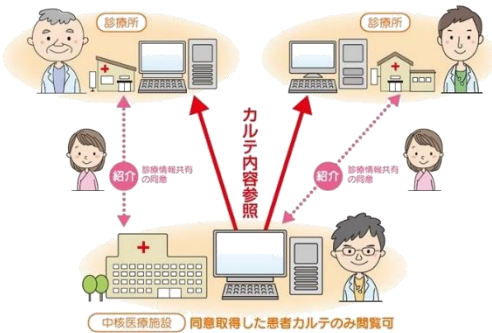 診療所
診療所
カルテ内容参照
紹介
診療情報共有
の同意
紹介
診療情報共有
の同意
中核医療施設
同意取得した患者カルテのみ閲覧可